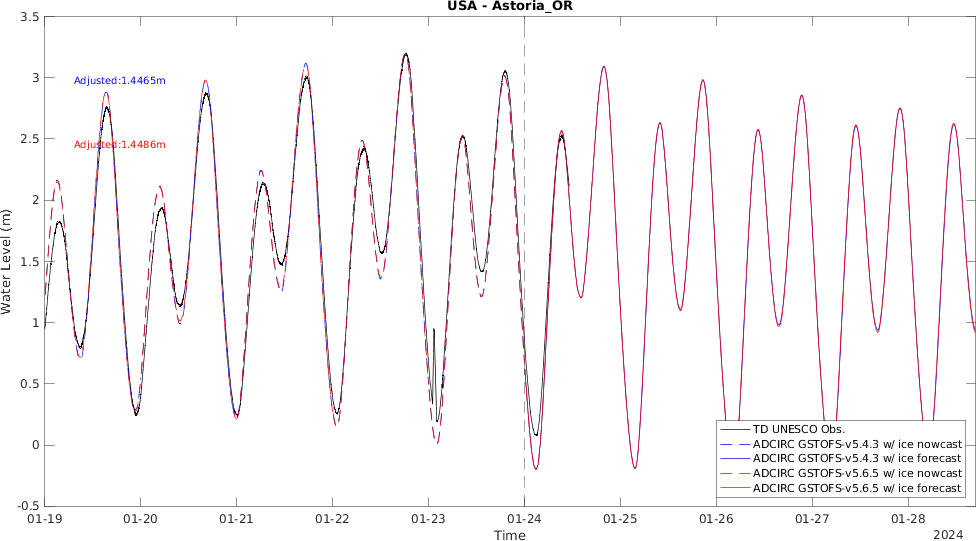 USA - Astoria_OR
3.5
3
2.5
2
1.5
1
0.5
0
-0.5
Water Level (m)
Adjusted:1.4465m
Adjusted:1.4486m
TD UNESCO Obs.
ADCIRC GSTOFS-v5.4.3 w/ ice nowcast
ADCIRC GSTOFS-v5.4.3 w/ ice forecast
ADCIRC GSTOFS-v5.6.5 w/ ice nowcast
ADCIRC GSTOFS-v5.6.5 w/ ice forecast
01-19 01-20 01-21 01-22 01-23 01-24 01-25 01-26 01-27 01-28
Time
2024